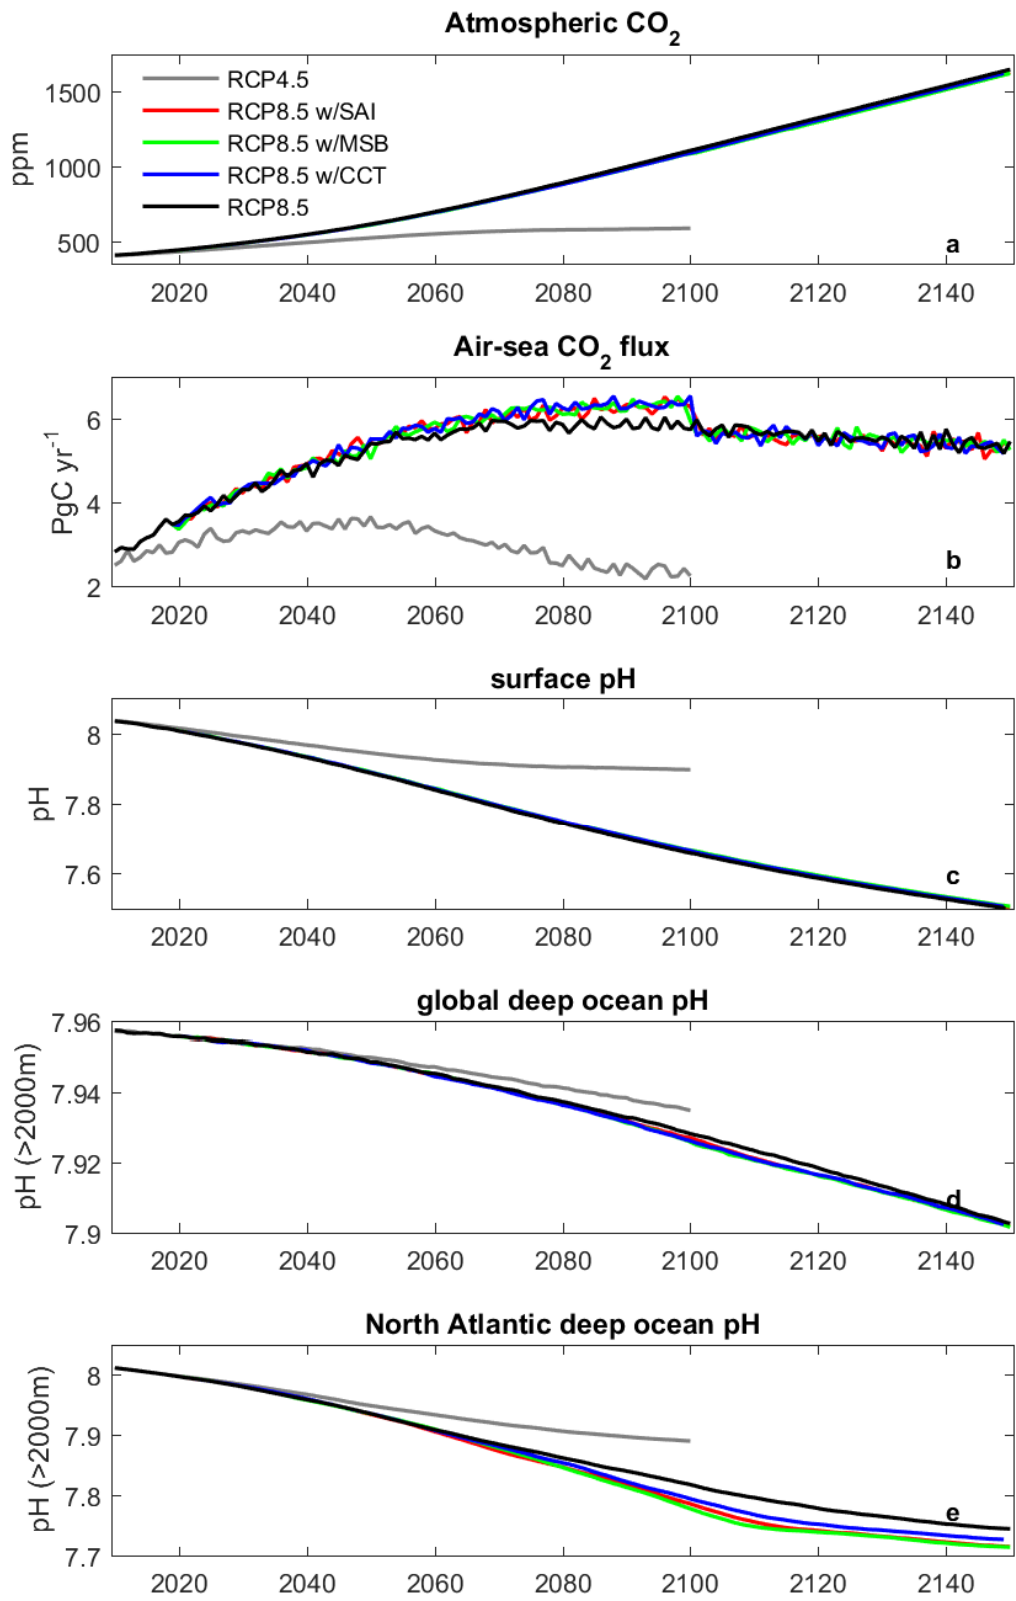 Atmospheric CO2
ppm
1500
1000
500
RCP4.5
RCP8.5 w/SAI
RCP8.5 w/MSB
RCP8.5 w/CCT
RCP8.5
a
2020 2040 2060 2080 2100 2120 2140
Air-sea CO2 flux
PgC yr-1
6
4
2
b
2020 2040 2060 2080 2100 2120 2140
surface pH
pH
8
7.8
7.6
c
2020 2040 2060 2080 2100 2120 2140
global deep ocean pH
pH (>2000m)
7.96
7.94
7.92
7.9
d
2020 2040 2060 2080 2100 2120 2140
North Atlantic deep ocean pH
pH (>2000m)
8
7.9
7.8
7.7
e
2020 2040 2060 2080 2100 2120 2140